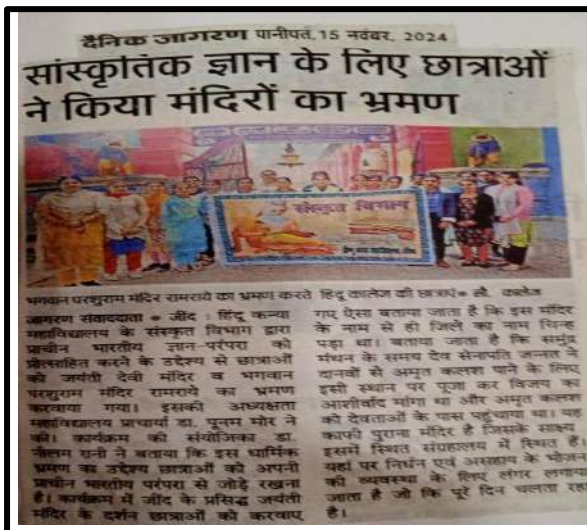 दैनिक जागरण पानीपत, 15 नवंबर, 2024
सांस्कृतिक ज्ञान के लिए छात्राओं
ने किया मंदिरों का भ्रमण
संस्कृत विभाग
भगवान परशुराम मंदिर रामराये का भ्रमण करते हिंदू कालेज की छात्राएं● सौ. कालेज
जागरण संवाददाता ● जींद : हिंदू कन्या
महाविद्यालय के संस्कृत विभाग द्वारा
प्राचीन भारतीय ज्ञान-परंपरा को
प्रोत्साहित करने के उद्देश्य से छात्राओं
को जयंती देवी मंदिर व भगवान
परशुराम मंदिर रामराये का भ्रमण
करवाया गया। इसकी अध्यक्षता
महाविद्यालय प्राचार्या डा. पूनम मोर ने
की। कार्यक्रम की संयोजिका डा.
नीलम रानी ने बताया कि इस धार्मिक
भ्रमण का उद्देश्य छात्राओं को अपनी
प्राचीन भारतीय परंपरा से जोड़े रखना
है। कार्यक्रम में जींद के प्रसिद्ध जयंती
मंदिर के दर्शन छात्राओं को करवाए
गए ऐसा बताया जाता है कि इस मंदिर
के नाम से ही जिले का नाम चिन्ह
पड़ा था। बताया जाता है कि समुंद्र
मंथन के समय देव सेनापति जन्नत ने
दानवों से अमृत कलश पाने के लिए
इसी स्थान पर पूजा कर विजय का
आशीर्वाद मांगा था और अमृत कलश
को देवताओं के पास पहुंचाया था। यह
काफी पुराना मंदिर है जिसके साक्ष्य
इसमें स्थित संग्रहालय में स्थित हैं।
यहां पर निर्धन एवं असहाय के भोजन
की व्यवस्था के लिए लंगर लगाया
जाता है जो कि पूरे दिन चलता रहा
है।